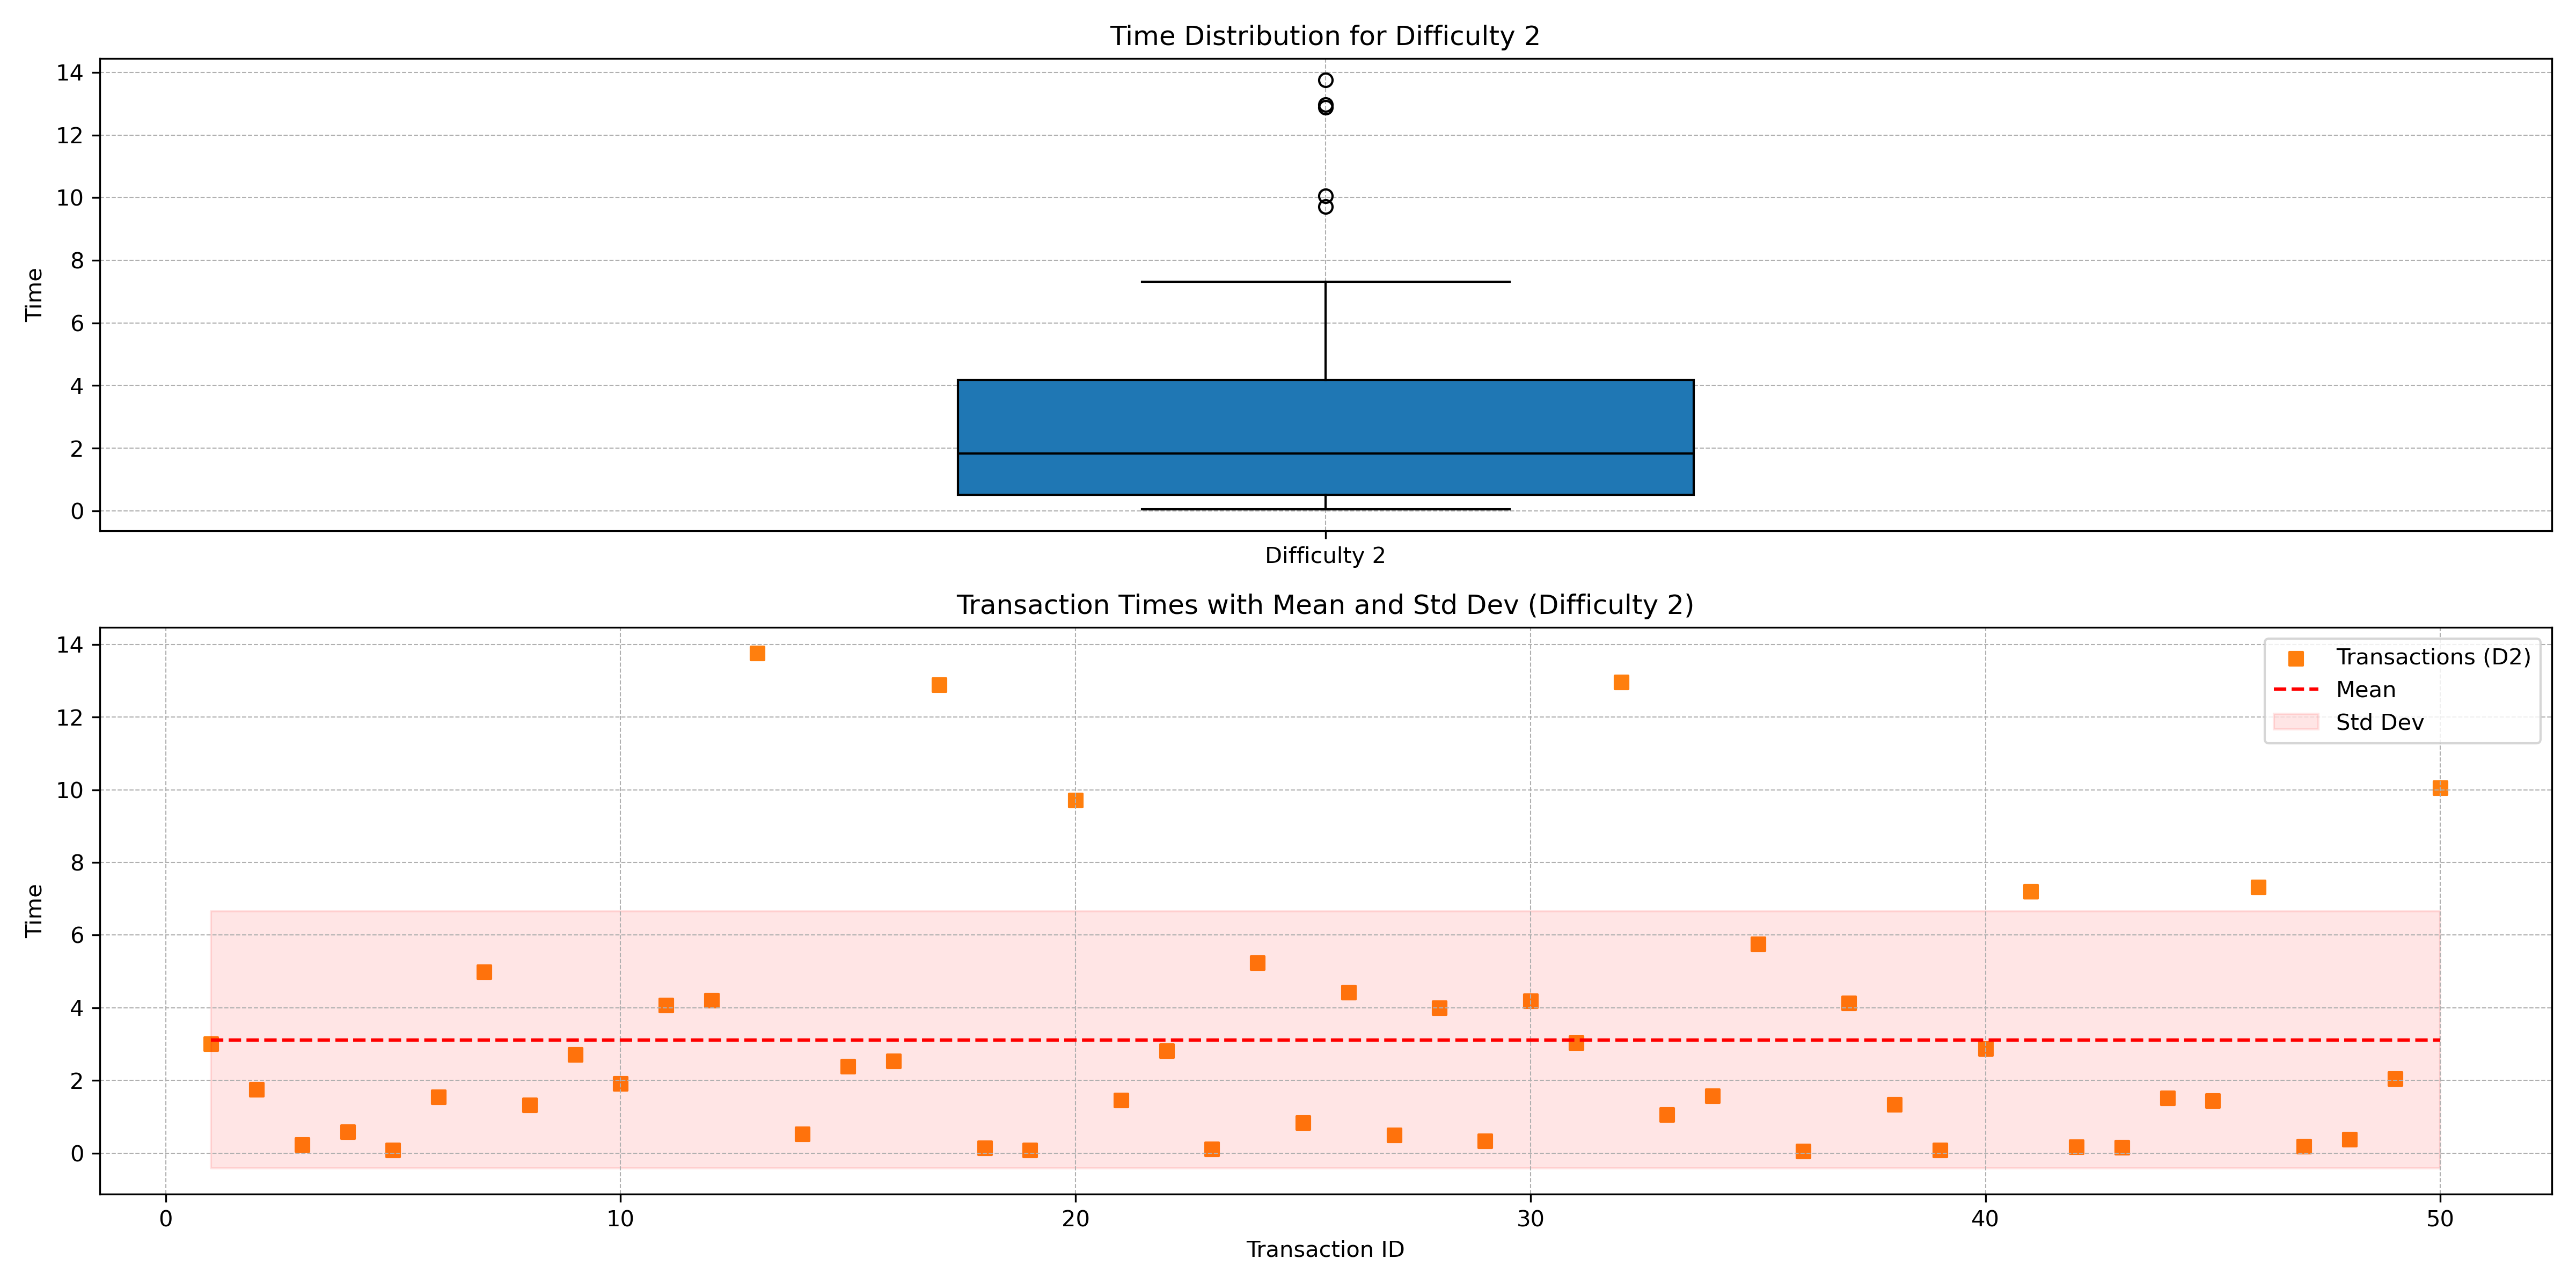 Time Distribution for Difficulty 2
14
12
10
8
6
4
2
0
Time
Difficulty 2
Transaction Times with Mean and Std Dev (Difficulty 2)
14
12
10
8
6
4
2
0
Time
Transactions (D2)
Mean
Std Dev
0 10 20 30 40 50
Transaction ID